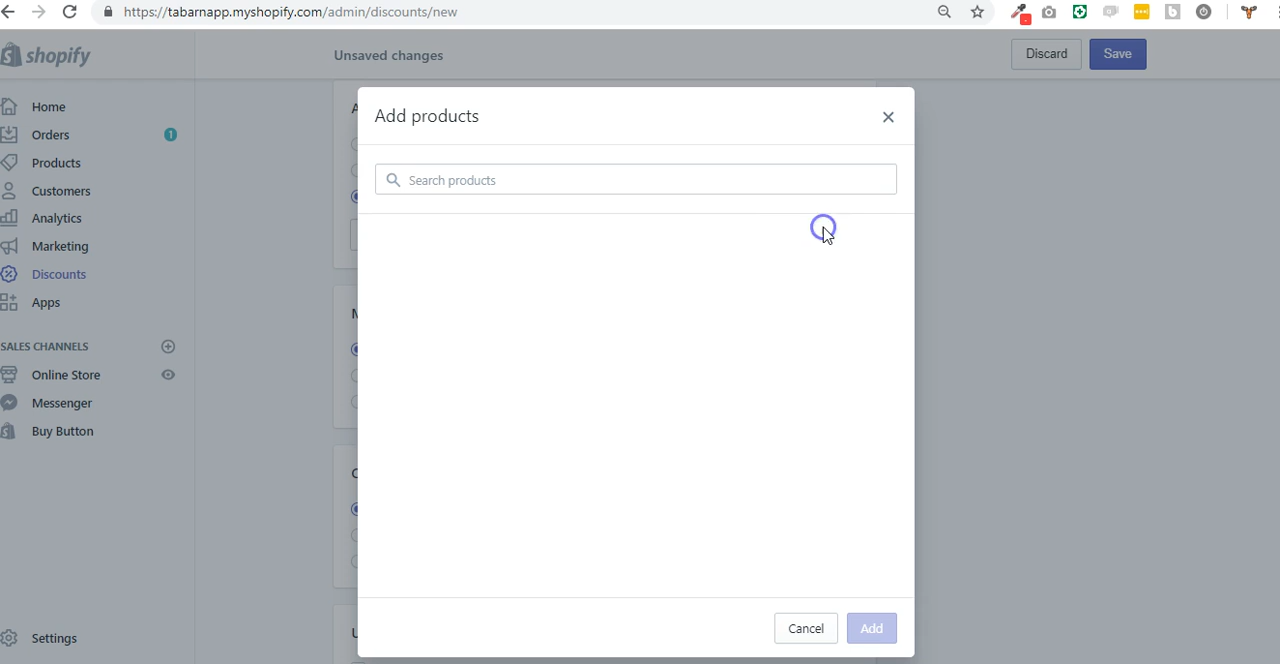 https://tabarnapp.myshopify.com/admin/discounts/new
shopify
Unsaved changes
Discard
Save
Home
Orders
1
Products
Customers
Analytics
Marketing
Discounts
Apps
SALES CHANNELS
Online Store
Messenger
Buy Button
Settings
Add products
Search products
Cancel
Add